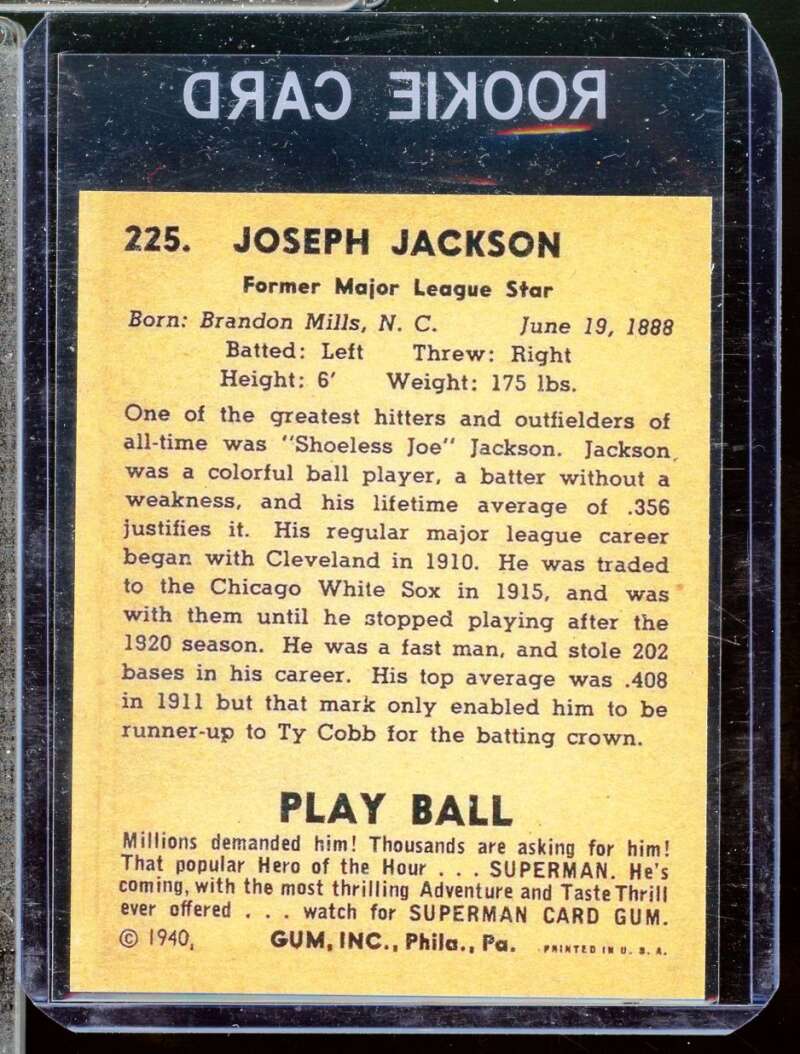 ROOKIE CARD
225. JOSEPH JACKSON
Former Major League Star
Born: Brandon Mills, N. C. June 19, 1888
Batted: Left Threw: Right
Height: 6' Weight: 175 lbs.
One of the greatest hitters and outfielders of
all-time was "Shoeless Joe" Jackson. Jackson
was a colorful ball player, a batter without a
weakness, and his lifetime average of .356
justifies it. His regular major league career
began with Cleveland in 1910. He was traded
to the Chicago White Sox in 1915, and was
with them until he stopped playing after the
1920 season. He was a fast man, and stole 202
bases in his career. His top average was .408
in 1911 but that mark only enabled him to be
runner-up to Ty Cobb for the batting crown.
PLAY BALL
Millions demanded him! Thousands are asking for him!
That popular Hero of the Hour . . . SUPERMAN. He's
coming, with the most thrilling Adventure and Taste Thrill
ever offered . . . watch for SUPERMAN CARD GUM.
© 1940, GUM, INC., Phila., Pa. PRINTED IN U. S. A.